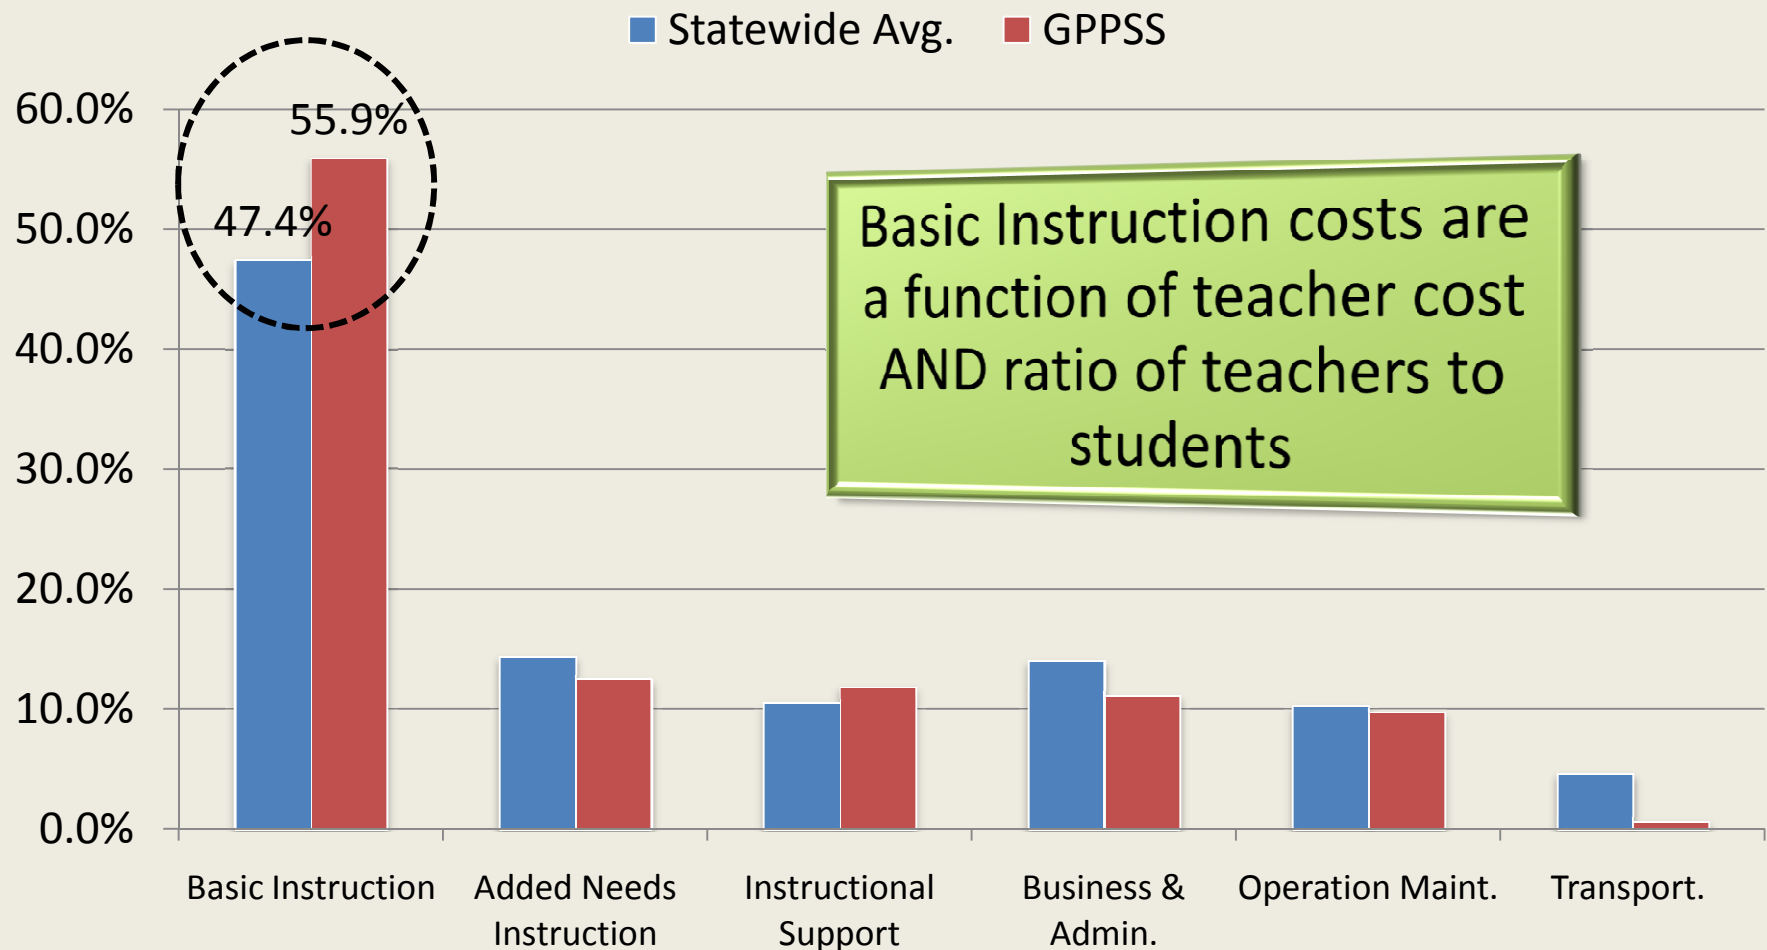 Statewide Avg. GPPSS
60.0%
50.0%
40.0%
30.0%
20.0%
10.0%
0.0%
55.9%
47.4%
Basic Instruction costs are
a function of teacher cost
AND ratio of teachers to
students
Basic Instruction
Added Needs
Instruction
Instructional
Support
Business &
Admin.
Operation Maint.
Transport.